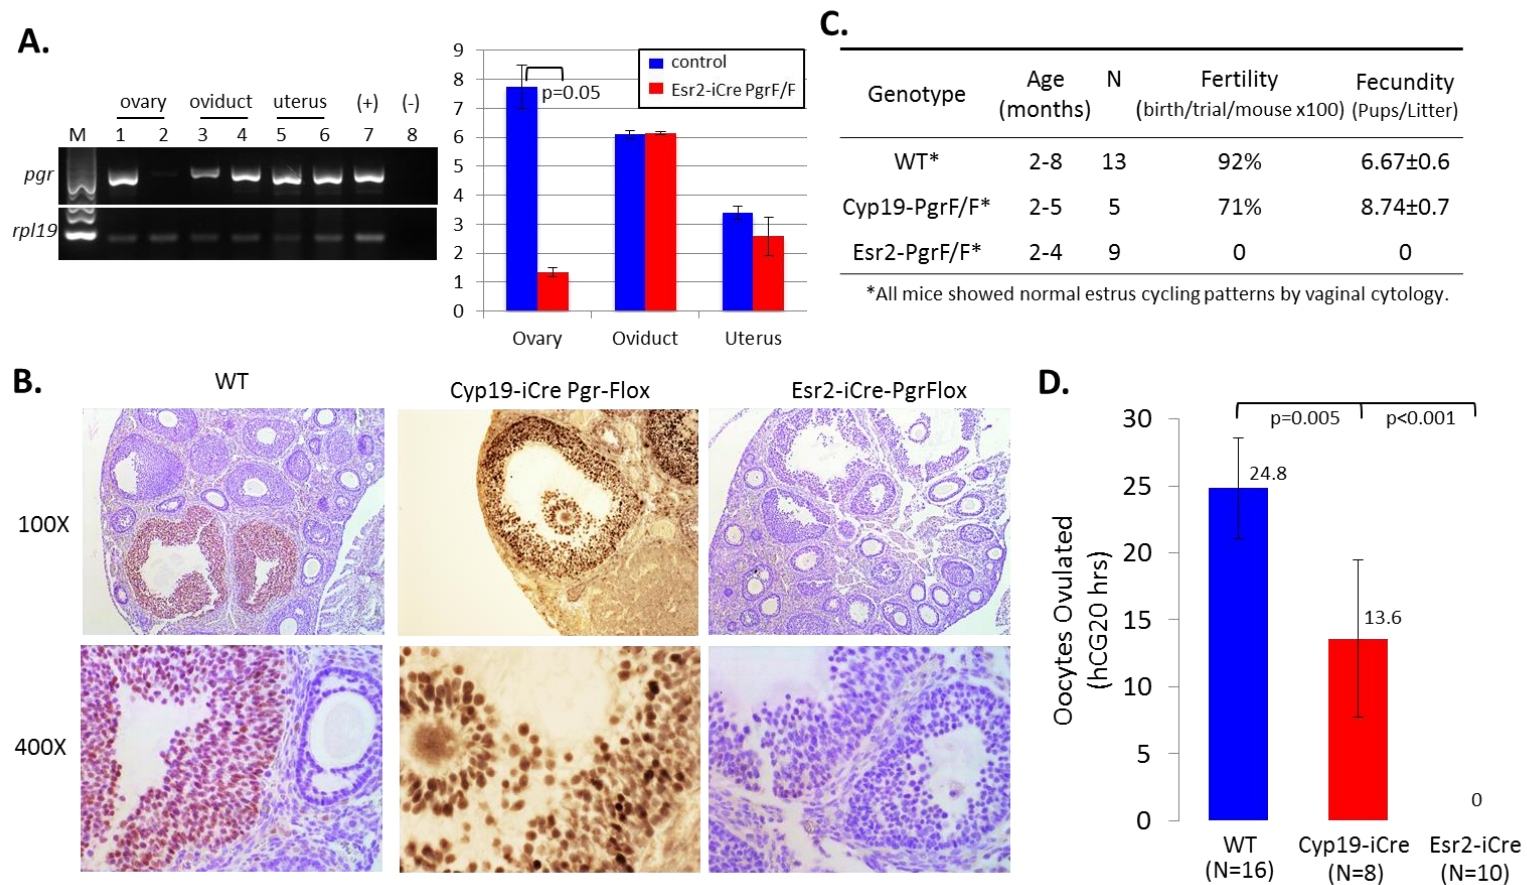 A.
ovary oviduct uterus (+) (-)
M 1 2 3 4 5 6 7 8
pgr
rpl19
9
8
7
6
5
4
3
2
1
0
control
Esr2-iCre PgrF/F
p=0.05
Ovary Oviduct Uterus
C.
Genotype Age (months) N Fertility (birth/trial/mouse x100) Fecundity (Pups/Litter)
WT* 2-8 13 92% 6.67±0.6
Cyp19-PgrF/F* 2-5 5 71% 8.74±0.7
Esr2-PgrF/F* 2-4 9 0 0
*All mice showed normal estrus cycling patterns by vaginal cytology.
B.
WT Cyp19-iCre Pgr-Flox Esr2-iCre-PgrFlox
100X
400X
D.
Oocytes Ovulated
(hCG20 hrs)
30
25
20
15
10
5
0
p=0.005 p<0.001
24.8
13.6
0
WT Cyp19-iCre Esr2-iCre
(N=16) (N=8) (N=10)